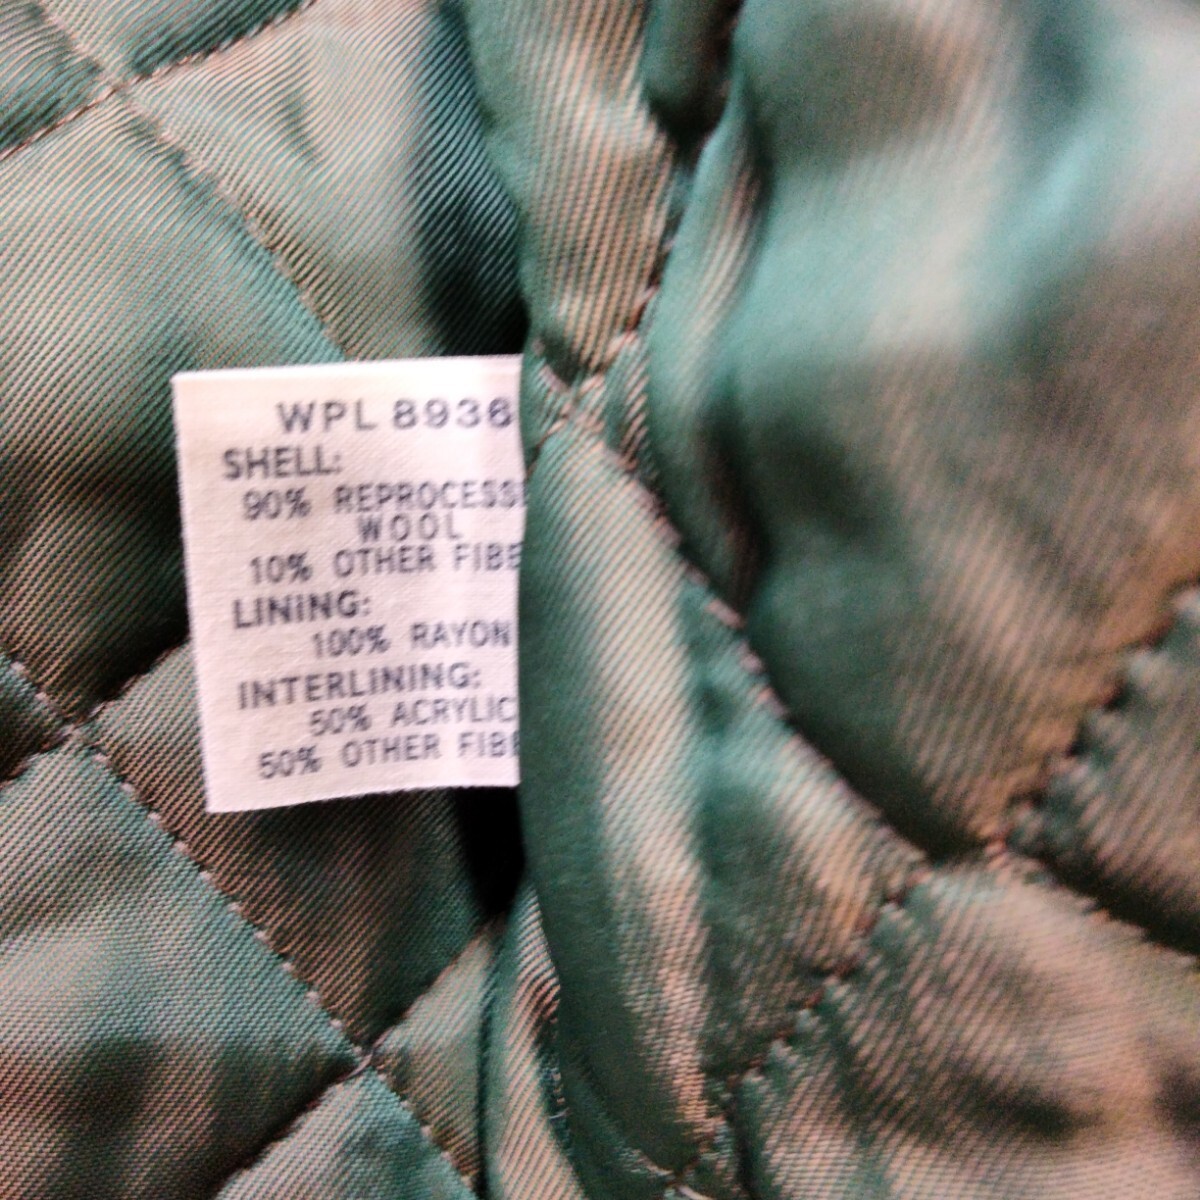 WPL 8936
SHELL:
90% REPROCESS
WOOL
10% OTHER FIBE
LINING:
100% RAYON
INTERLINING:
50% ACRYLIC
50% OTHER FIBE